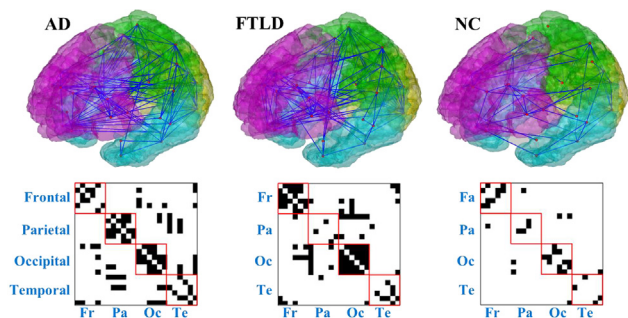 AD FTLD NC
Frontal Fr Fa
Parietal Pa Pa
Occipital Oc Oc
Temporal Te Te
Fr Pa Oc Te Fr Pa Oc Te Fr Pa Oc Te